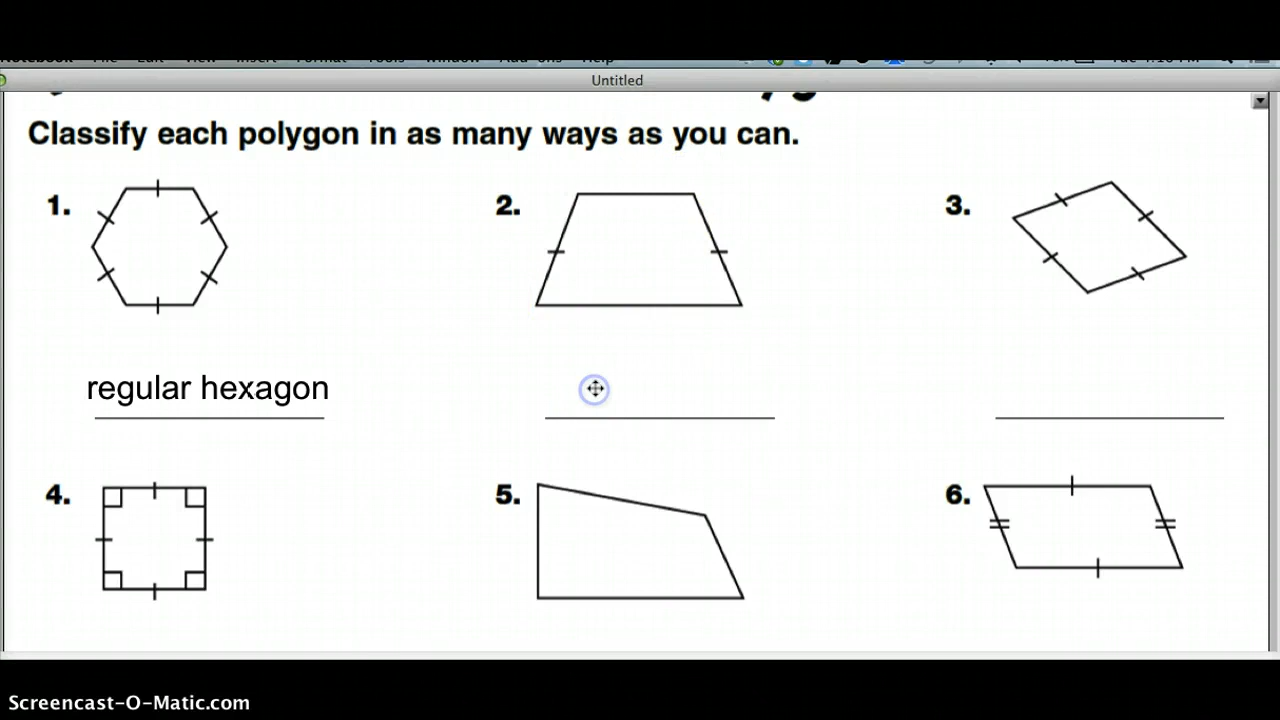 Untitled
Classify each polygon in as many ways as you can.
1.
2.
3.
regular hexagon
4.
5.
6.
Screencast-O-Matic.com